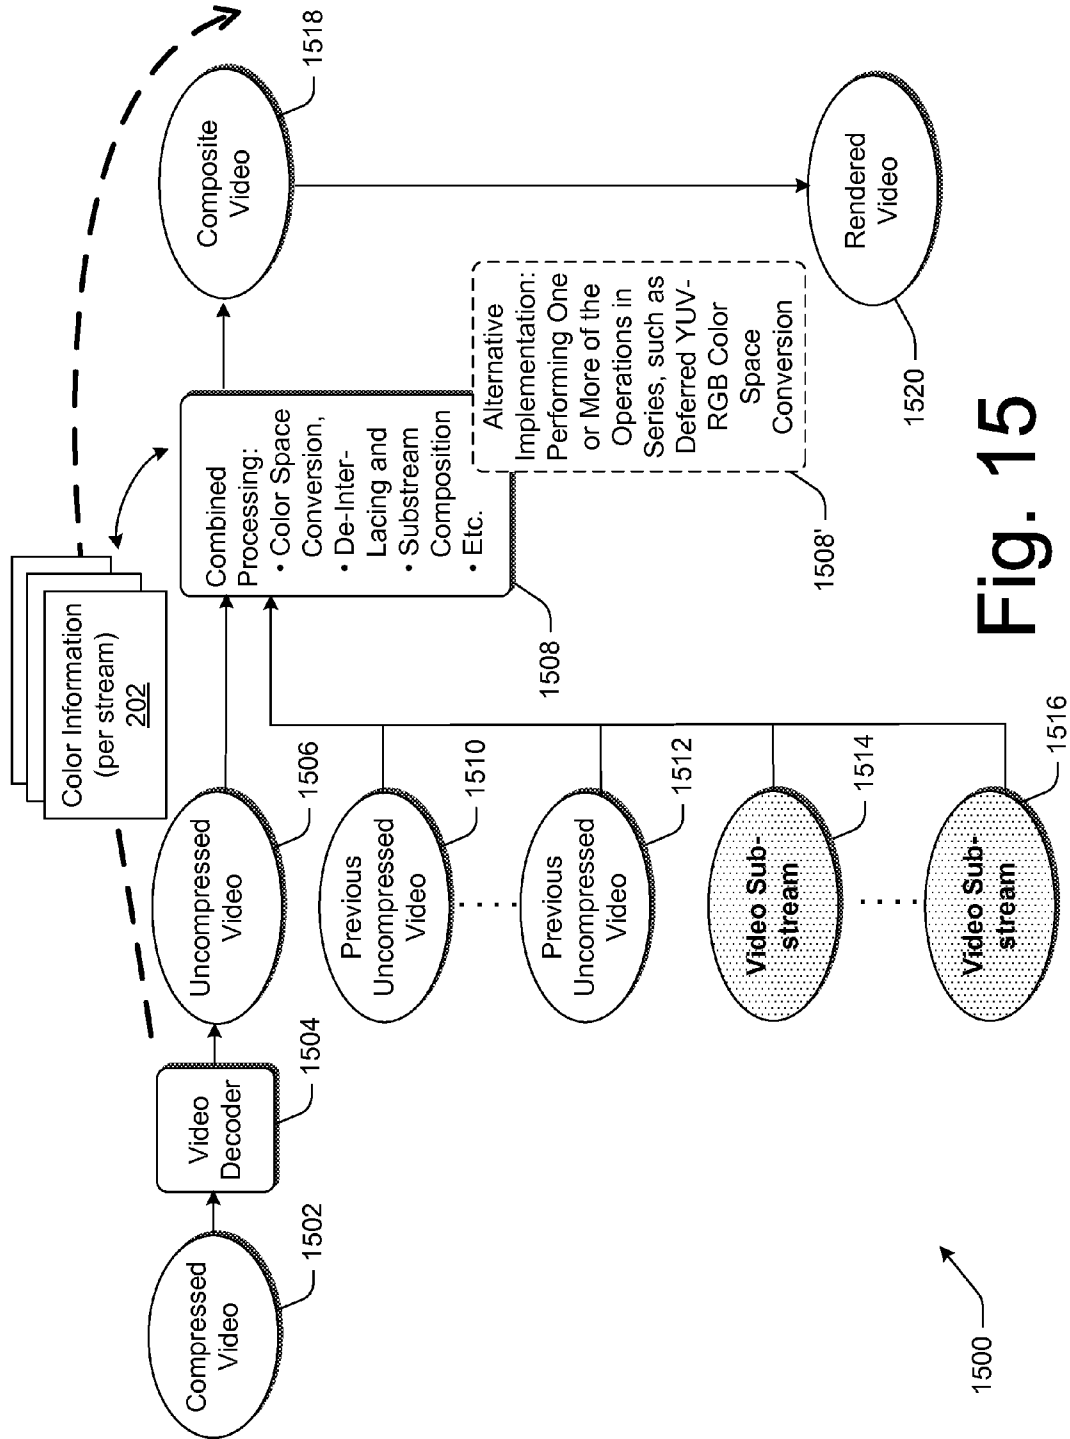 Color Information
(per stream)
202
Compressed
Video
1502
Video
Decoder
1504
Uncompressed
Video
1506
Previous
Uncompressed
Video
1510
Previous
Uncompressed
Video
1512
Video Sub-
stream
1514
Video Sub-
stream
1516
Combined
Processing:
• Color Space
Conversion,
• De-Inter-
Lacing and
• Substream
Composition
• Etc.
1508
Alternative
Implementation:
Performing One
or More of the
Operations in
Series, such as
Deferred YUV-
RGB Color
Space
Conversion
1508'
Composite
Video
1518
Rendered
Video
1520
1500
Fig. 15